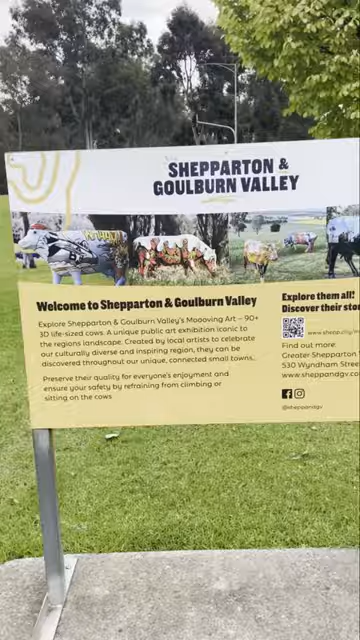 SHEPPARTON &
GOULBURN VALLEY
Welcome to Shepparton & Goulburn Valley
Explore Shepparton & Goulburn Valley's Moooving Art – 90+
3D life-sized cows. A unique public art exhibition iconic to
the regions landscape. Created by local artists to celebrate
our culturally diverse and inspiring region, they can be
discovered throughout our unique, connected small towns.
Preserve their quality for everyone's enjoyment and
ensure your safety by refraining from climbing or
sitting on the cows
Explore them all!
Discover their
Find out more:
Greater Shepparton
530 Wyndham Street
www.sheppandgv.co
@sheppandgv